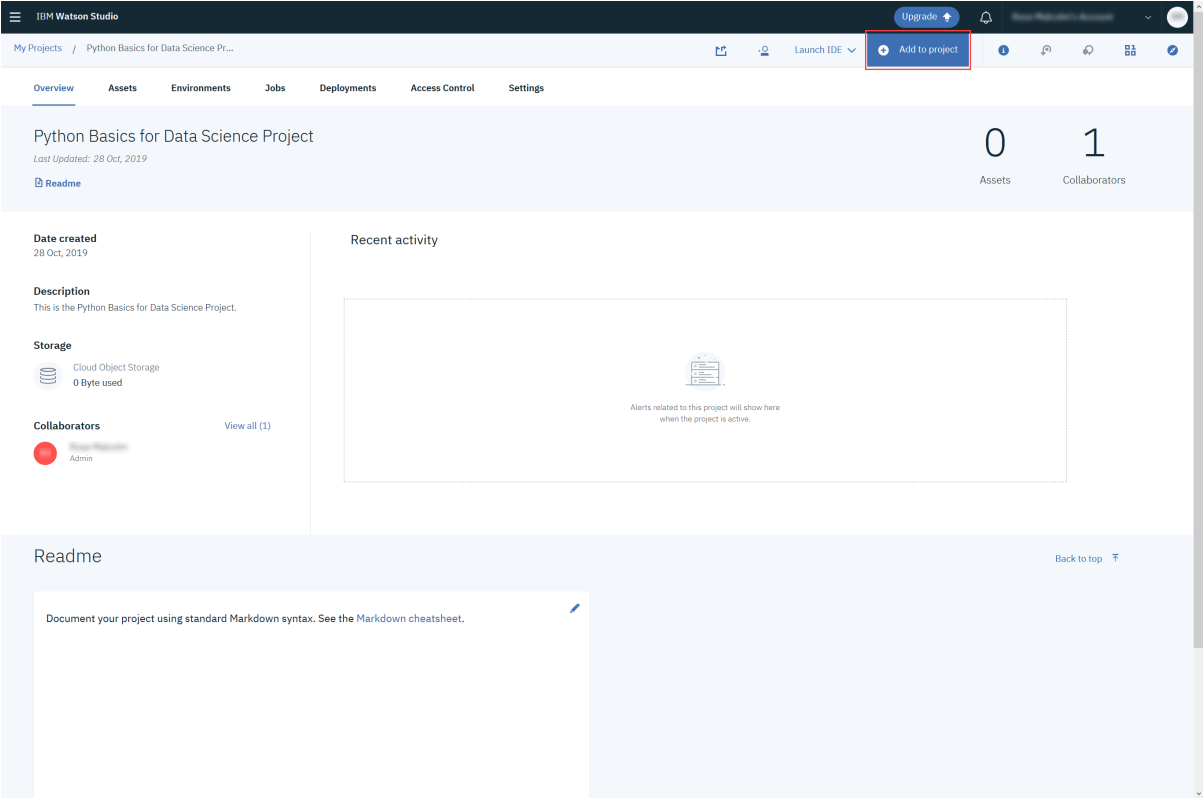 IBM Watson Studio
Upgrade
My Projects / Python Basics for Data Science Pr...
Launch IDE
Add to project
Overview Assets Environments Jobs Deployments Access Control Settings
Python Basics for Data Science Project
Last Updated: 28 Oct, 2019
Readme
0
Assets
1
Collaborators
Date created
28 Oct, 2019
Description
This is the Python Basics for Data Science Project.
Storage
Cloud Object Storage
0 Byte used
Collaborators View all (1)
Admin
Recent activity
Alerts related to this project will show here
when the project is active.
Readme
Back to top
Document your project using standard Markdown syntax. See the Markdown cheatsheet.